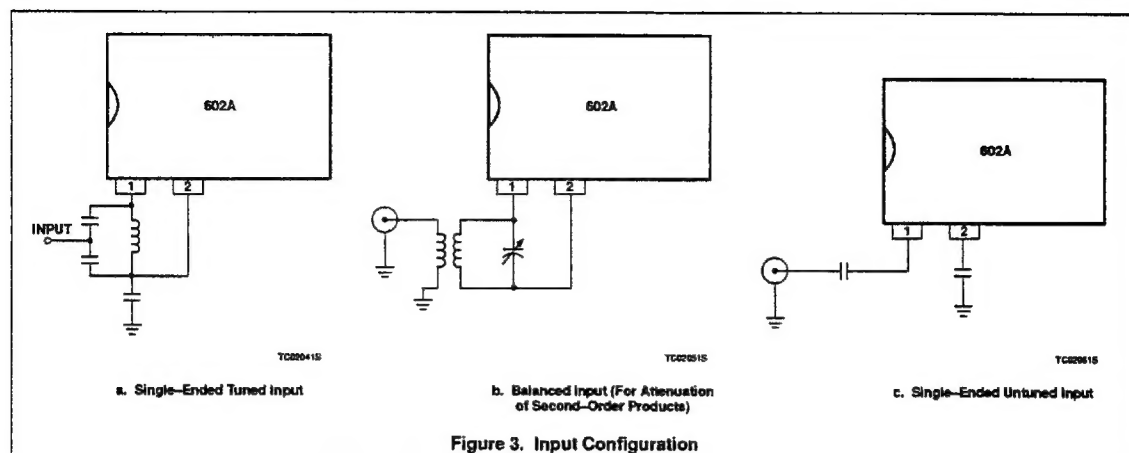 602A
1 2
INPUT
TC02041S
a. Single–Ended Tuned Input
602A
1 2
TC02051S
b. Balanced Input (For Attenuation
of Second–Order Products)
602A
1 2
TC02061S
c. Single–Ended Untuned Input
Figure 3. Input Configuration